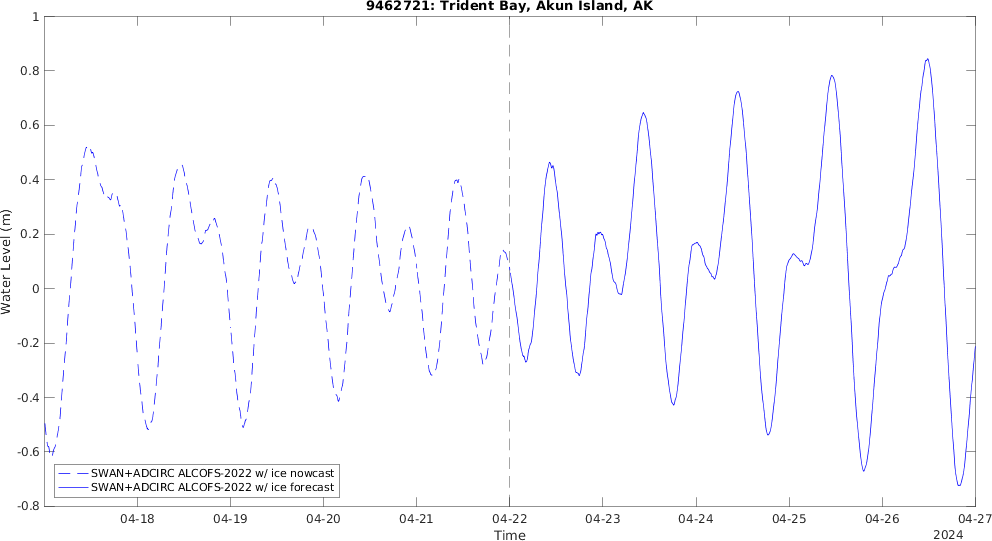 9462721: Trident Bay, Akun Island, AK
1
0.8
0.6
0.4
0.2
0
-0.2
-0.4
-0.6
-0.8
Water Level (m)
SWAN+ADCIRC ALCOFS-2022 w/ ice nowcast
SWAN+ADCIRC ALCOFS-2022 w/ ice forecast
04-18 04-19 04-20 04-21 04-22 04-23 04-24 04-25 04-26 04-27
Time
2024